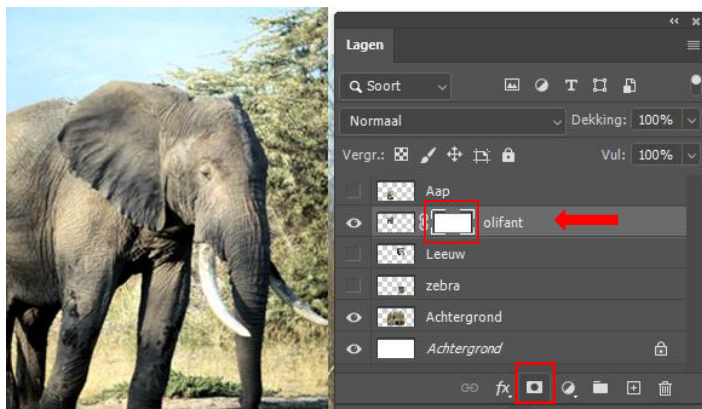 Lagen
Soort
T
Normaal Dekking: 100%
Vergr.: Vul: 100%
Aap
olifant
Leeuw
zebra
Achtergrond
Achtergrond
fx